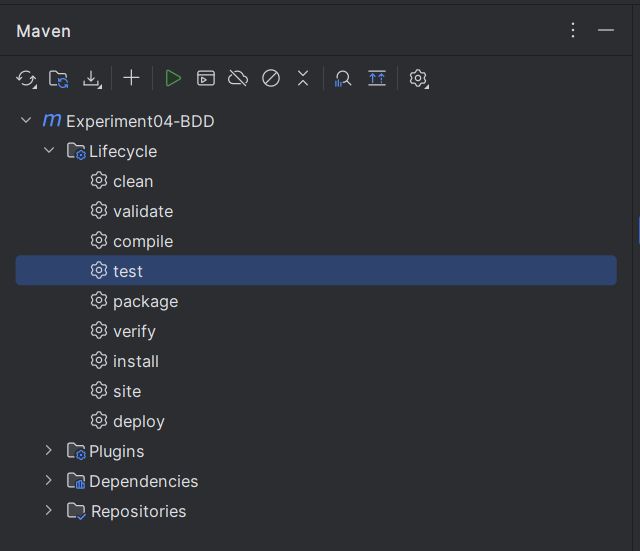 Maven
m Experiment04-BDD
Lifecycle
clean
validate
compile
test
package
verify
install
site
deploy
Plugins
Dependencies
Repositories